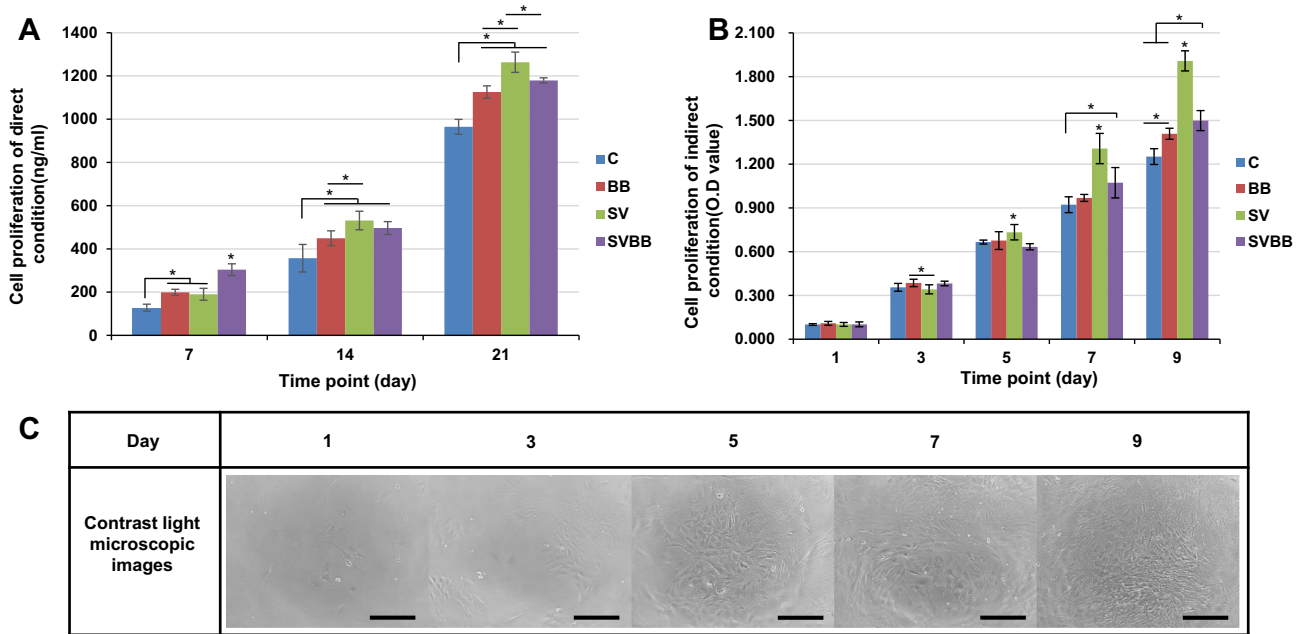 A
Cell proliferation of direct
condition(ng/ml)
1400
1200
1000
800
600
400
200
0
*
*
*
*
*
*
*
*
7
14
21
Time point (day)
C
BB
SV
SVBB
B
Cell proliferation of indirect
condition(O.D value)
2.100
1.800
1.500
1.200
0.900
0.600
0.300
0.000
*
*
*
*
*
*
*
1
3
5
7
9
Time point (day)
C
BB
SV
SVBB
C
Day
1
3
5
7
9
Contrast light
microscopic
images